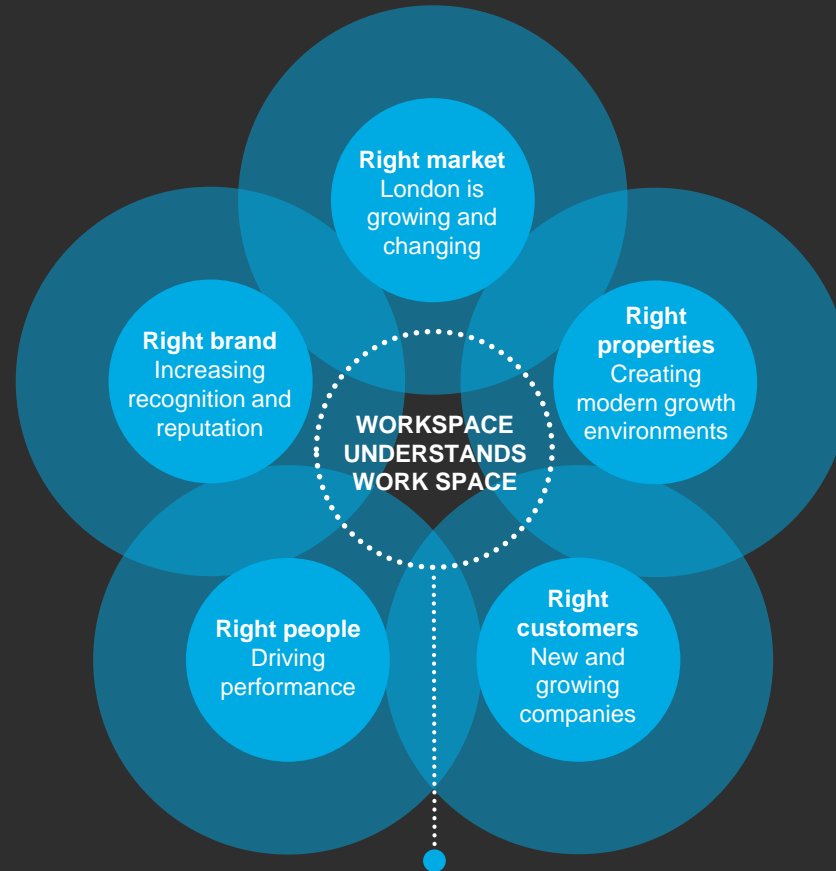 Right market
London is
growing and
changing
Right brand
Increasing
recognition and
reputation
Right
properties
Creating
modern growth
environments
WORKSPACE
UNDERSTANDS
WORK SPACE
Right people
Driving
performance
Right
customers
New and
growing
companies